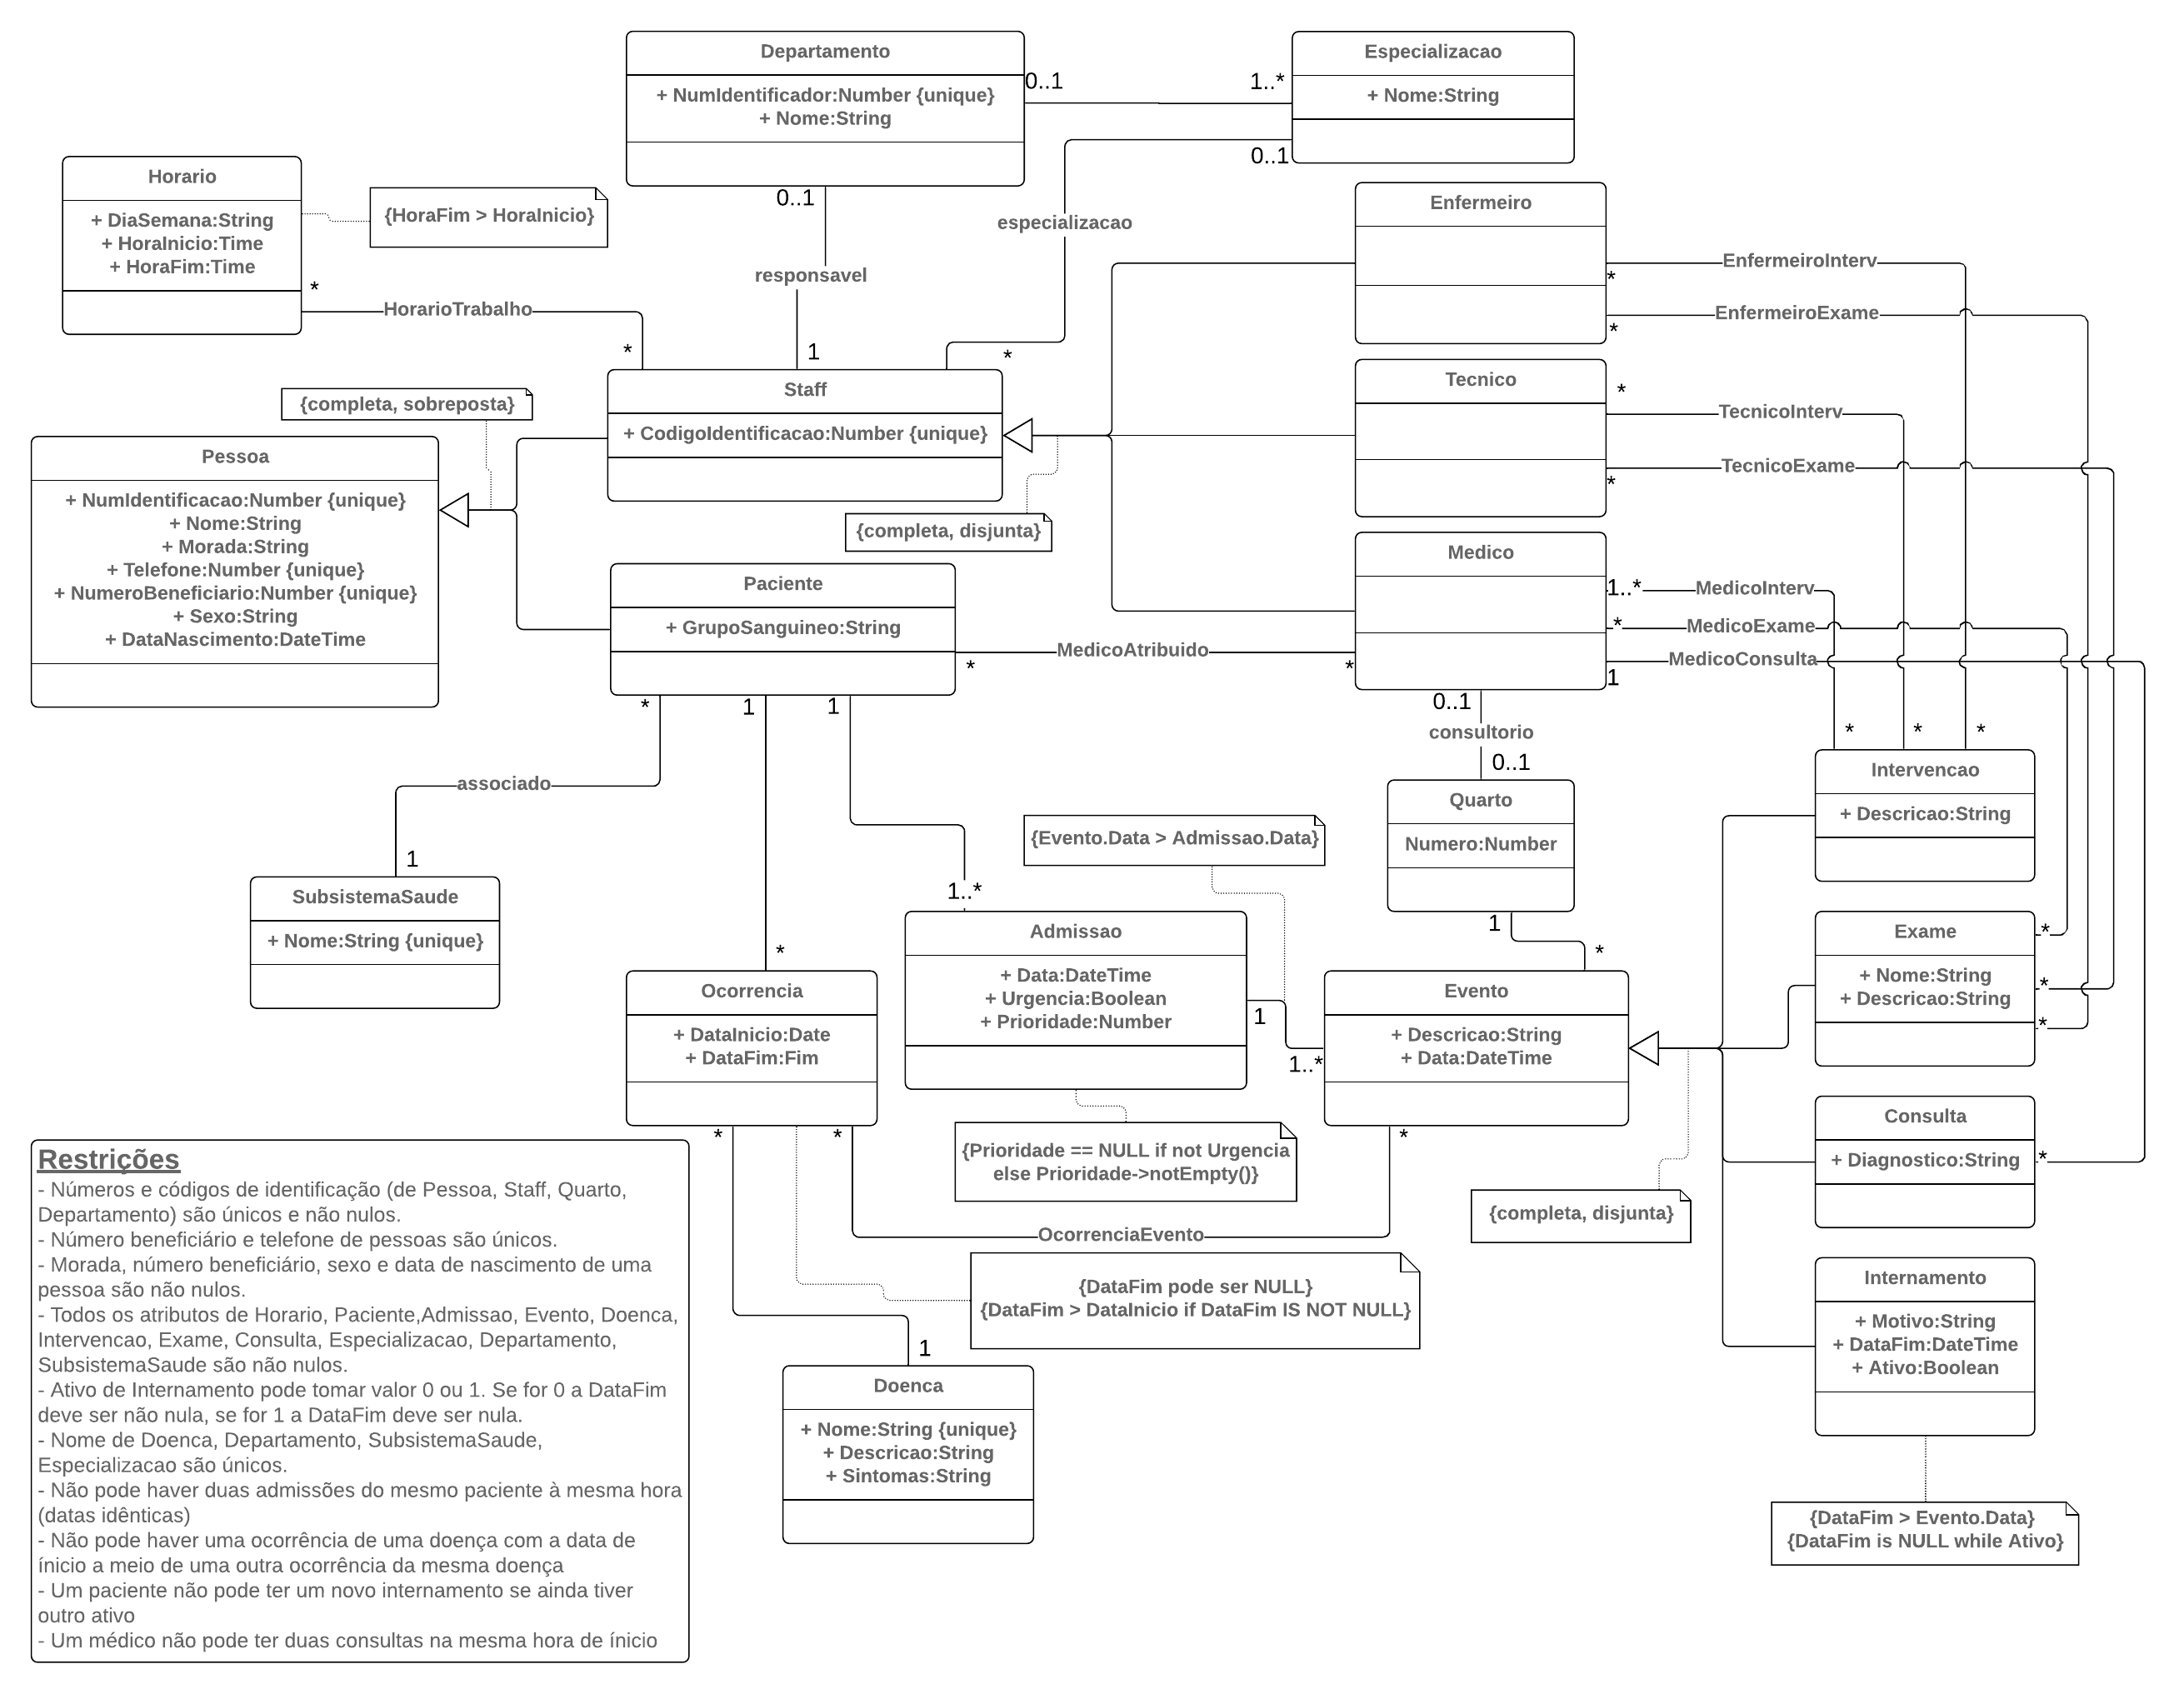 Departamento
+ NumIdentificador:Number {unique}
+ Nome:String
0..1
1..*
Especializacao
+ Nome:String
0..1
0..1
especializacao
responsavel
1
*
Horario
+ DiaSemana:String
+ HoraInicio:Time
+ HoraFim:Time
{HoraFim > HoraInicio}
*
HorarioTrabalho
*
Staff
+ CodigoIdentificacao:Number {unique}
{completa, sobreposta}
{completa, disjunta}
Pessoa
+ NumIdentificacao:Number {unique}
+ Nome:String
+ Morada:String
+ Telefone:Number {unique}
+ NumeroBeneficiario:Number {unique}
+ Sexo:String
+ DataNascimento:DateTime
Paciente
+ GrupoSanguineo:String
*
MedicoAtribuido
*
Enfermeiro
EnfermeiroInterv
*
EnfermeiroExame
*
Tecnico
*
TecnicoInterv
TecnicoExame
*
Medico
1..*
MedicoInterv
*
MedicoExame
MedicoConsulta
1
0..1
consultorio
0..1
Quarto
Numero:Number
1
*
*
*
*
Intervencao
+ Descricao:String
Exame
+ Nome:String
+ Descricao:String
*
*
*
Consulta
+ Diagnostico:String
*
Internamento
+ Motivo:String
+ DataFim:DateTime
+ Ativo:Boolean
{DataFim > Evento.Data}
{DataFim is NULL while Ativo}
*
1
1
associado
1
SubsistemaSaude
+ Nome:String {unique}
*
Ocorrencia
+ DataInicio:Date
+ DataFim:Fim
1..*
Admissao
+ Data:DateTime
+ Urgencia:Boolean
+ Prioridade:Number
{Evento.Data > Admissao.Data}
1
1..*
Evento
+ Descricao:String
+ Data:DateTime
{Prioridade == NULL if not Urgencia
else Prioridade->notEmpty()}
{completa, disjunta}
*
*
*
OcorrenciaEvento
{DataFim pode ser NULL}
{DataFim > DataInicio if DataFim IS NOT NULL}
1
Doenca
+ Nome:String {unique}
+ Descricao:String
+ Sintomas:String
Restrições
- Números e códigos de identificação (de Pessoa, Staff, Quarto,
Departamento) são únicos e não nulos.
- Número beneficiário e telefone de pessoas são únicos.
- Morada, número beneficiário, sexo e data de nascimento de uma
pessoa são não nulos.
- Todos os atributos de Horario, Paciente,Admissao, Evento, Doenca,
Intervencao, Exame, Consulta, Especializacao, Departamento,
SubsistemaSaude são não nulos.
- Ativo de Internamento pode tomar valor 0 ou 1. Se for 0 a DataFim
deve ser não nula, se for 1 a DataFim deve ser nula.
- Nome de Doenca, Departamento, SubsistemaSaude,
Especializacao são únicos.
- Não pode haver duas admissões do mesmo paciente à mesma hora
(datas idênticas)
- Não pode haver uma ocorrência de uma doença com a data de
ínicio a meio de uma outra ocorrência da mesma doença
- Um paciente não pode ter um novo internamento se ainda tiver
outro ativo
- Um médico não pode ter duas consultas na mesma hora de ínicio